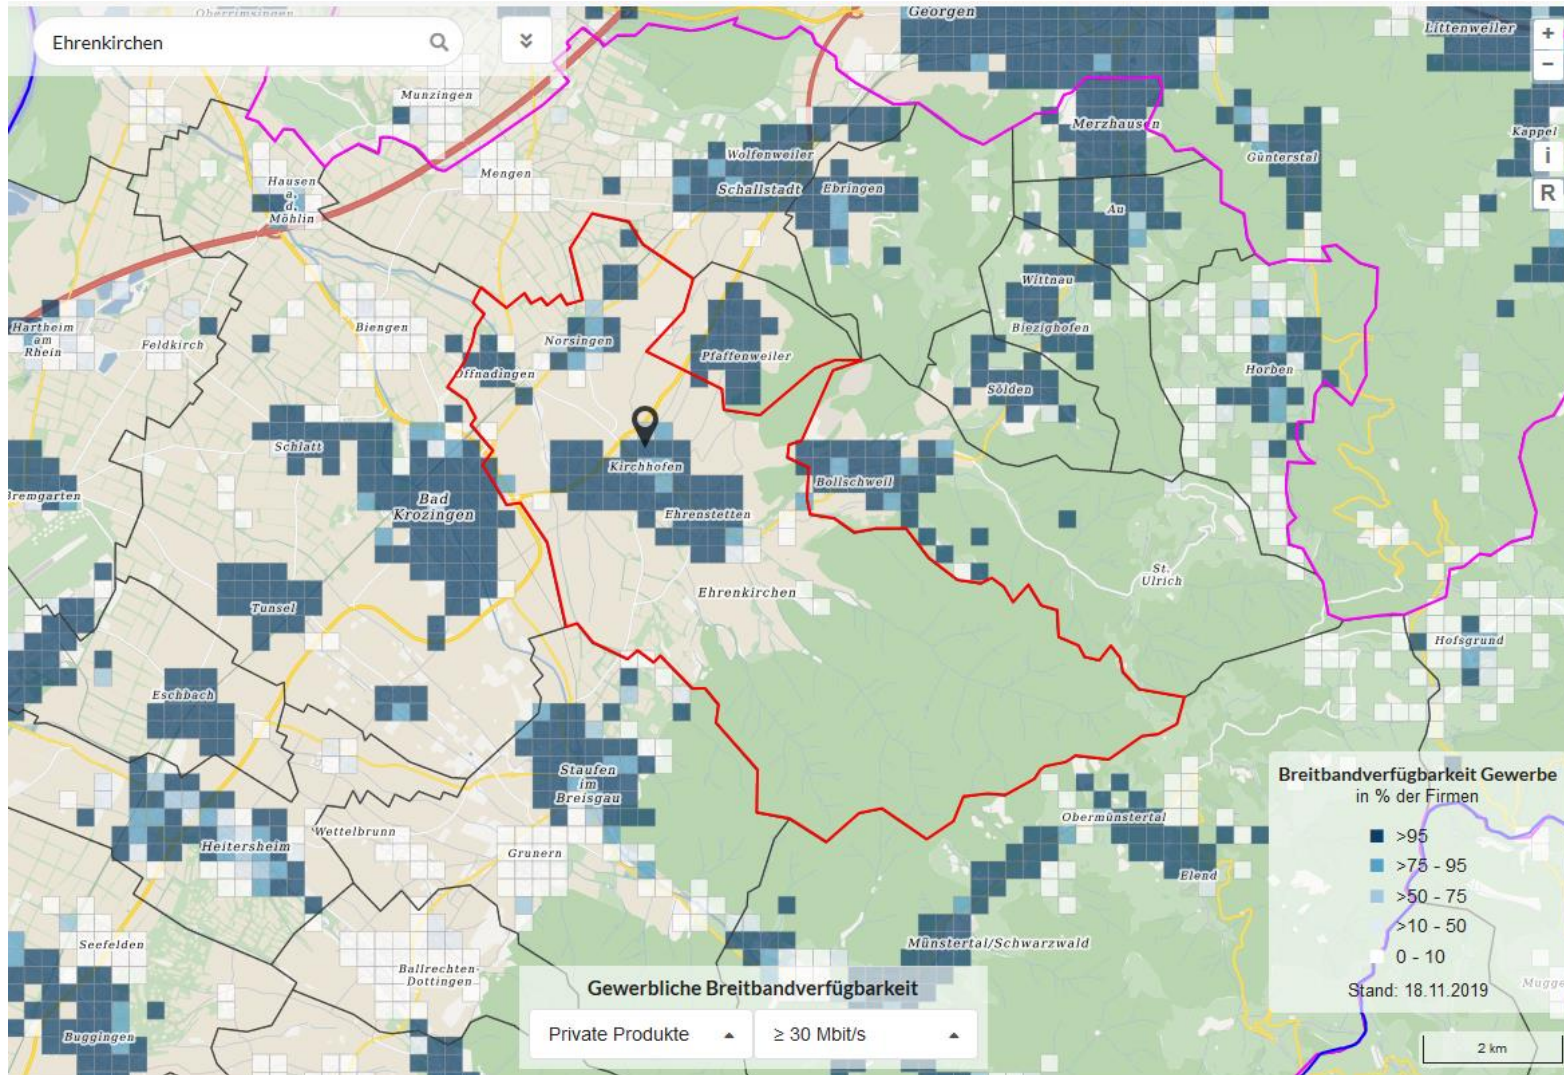 Oberrimsingen
Georgen
Littenweiler
Ehrenkirchen
+
−
Munzingen
Merzhausen
Kappel
Wolfenweiler
Günterstal
i
Mengen
Hausen
a.
d.
Möhlin
Schallstadt
Ebringen
R
Au
Wittnau
Hartheim
am
Rhein
Biengen
Biezighofen
Feldkirch
Norsingen
Pfaffenweiler
Offnadingen
Horben
Sölden
Schlatt
Kirchhofen
Bollschweil
Bremgarten
Bad
Krozingen
Ehrenstetten
St.
Ulrich
Ehrenkirchen
Tunsel
Hofsgrund
Eschbach
Staufen
im
Breisgau
Obermünstertal
Wettelbrunn
Heitersheim
Grunern
Elend
Seefelden
Münstertal/Schwarzwald
Ballrechten-
Dottingen
Buggingen
Breitbandverfügbarkeit Gewerbe
in % der Firmen
>95
>75 - 95
>50 - 75
>10 - 50
0 - 10
Stand: 18.11.2019
Gewerbliche Breitbandverfügbarkeit
Private Produkte
≥ 30 Mbit/s
2 km